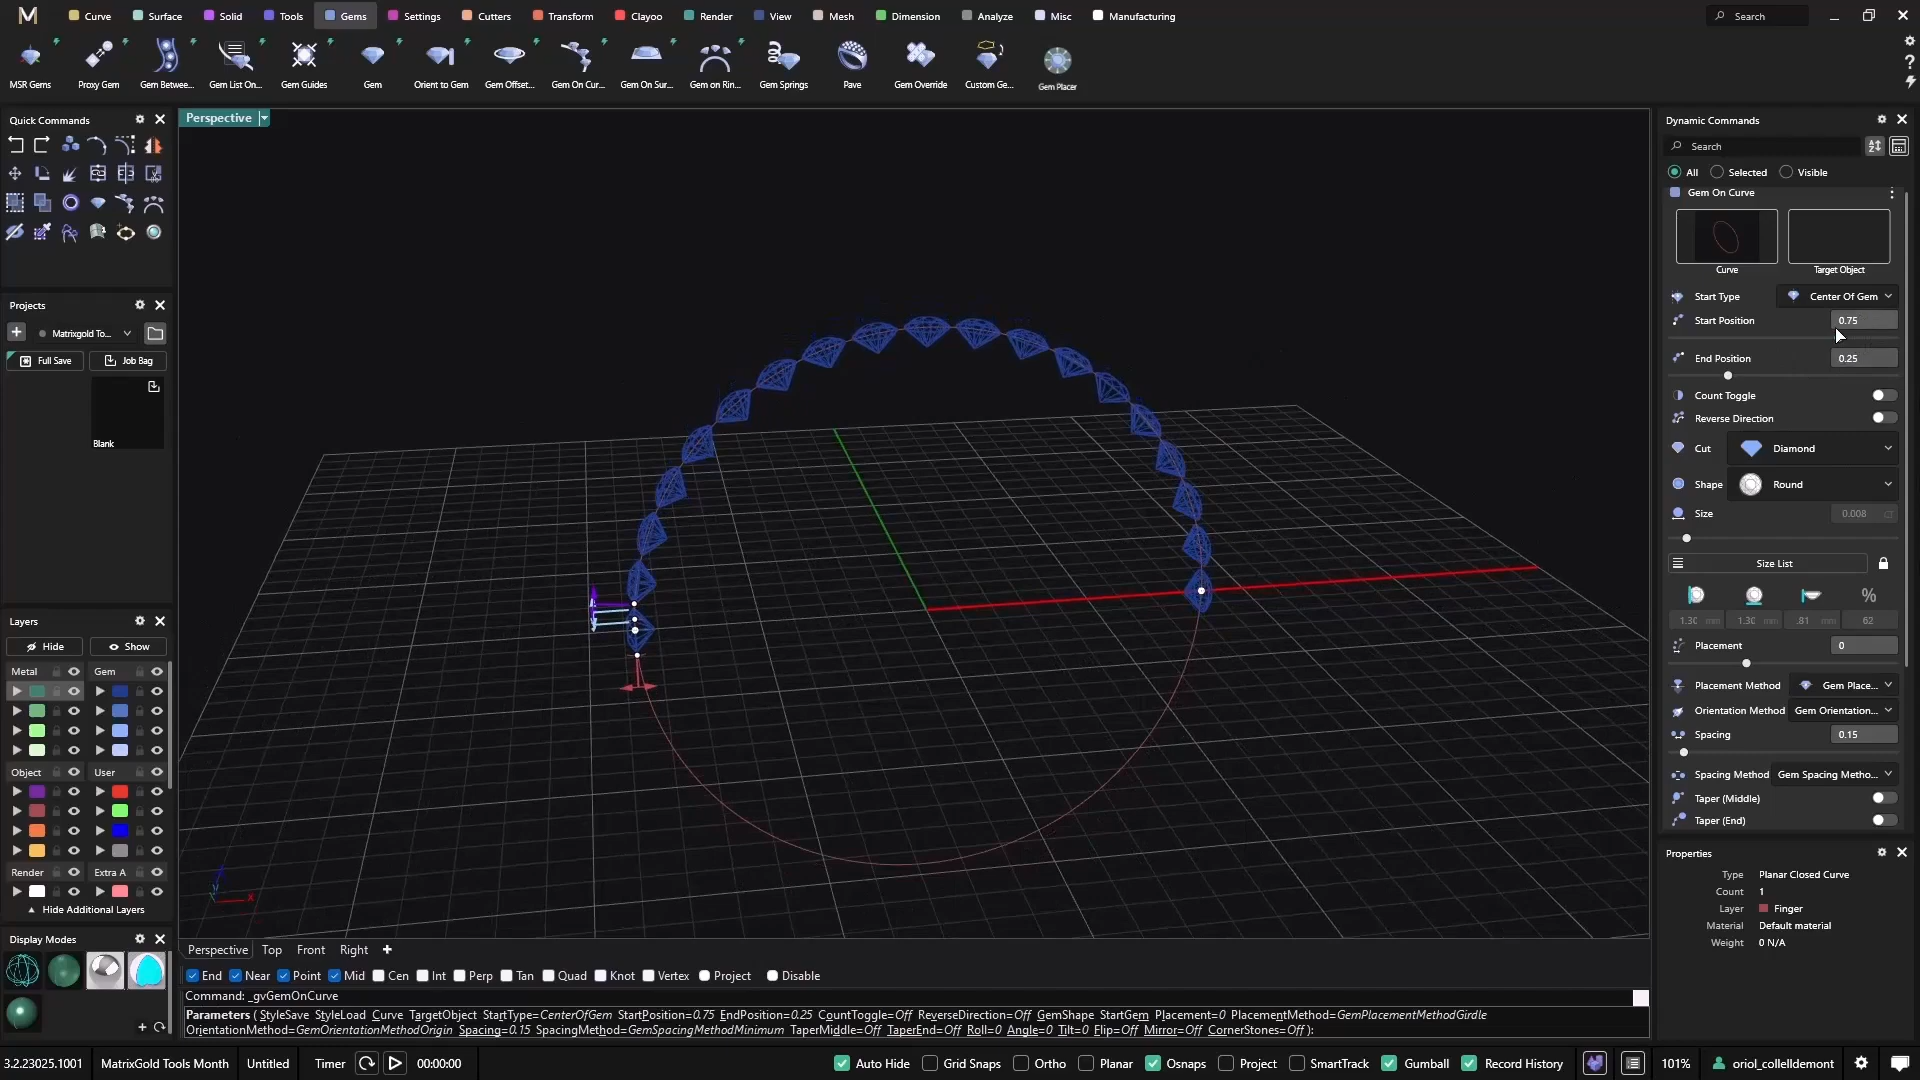 Curve Surface Solid Tools Gems Settings Cutters Transform Clayoo Render View Mesh Dimension Analyze Misc Manufacturing Search
MSR Gems Proxy Gem Gem Betwee... Gem List On... Gem Guides Gem Orient to Gem Gem Offset... Gem On Cur... Gem On Sur... Gem on Rin... Gem Springs Pave Gem Override Custom Ge... Gem Placer
Quick Commands
Projects
Matrixgold To...
Full Save Job Bag
Blank
Layers
Hide Show
Metal Gem
Object User
Render Extra A
Hide Additional Layers
Display Modes
Perspective
Perspective Top Front Right
End Near Point Mid Cen Int Perp Tan Quad Knot Vertex Project Disable
Command: _gvGemOnCurve
Parameters ( StyleSave StyleLoad Curve TargetObject StartType=CenterOfGem StartPosition=0.75 EndPosition=0.25 CountToggle=Off ReverseDirection=Off GemShape StartGem Placement=0 PlacementMethod=GemPlacementMethodGirdle
OrientationMethod=GemOrientationMethodOrigin Spacing=0.15 SpacingMethod=GemSpacingMethodMinimum TaperMiddle=Off TaperEnd=Off Roll=0 Angle=0 Tilt=0 Flip=Off Mirror=Off CornerStones=Off ):
Dynamic Commands
Search
All Selected Visible
Gem On Curve
Curve Target Object
Start Type Center Of Gem
Start Position 0.75
End Position 0.25
Count Toggle
Reverse Direction
Cut Diamond
Shape Round
Size 0.008 ct
Size List
%
1.30 mm 1.30 mm .81 mm 62
Placement 0
Placement Method Gem Place...
Orientation Method Gem Orientation...
Spacing 0.15
Spacing Method Gem Spacing Metho...
Taper (Middle)
Taper (End)
Properties
Type Planar Closed Curve
Count 1
Layer Finger
Material Default material
Weight 0 N/A
3.2.23025.1001 MatrixGold Tools Month Untitled Timer 00:00:00 Auto Hide Grid Snaps Ortho Planar Osnaps Project SmartTrack Gumball Record History 101% oriol_collelldemont